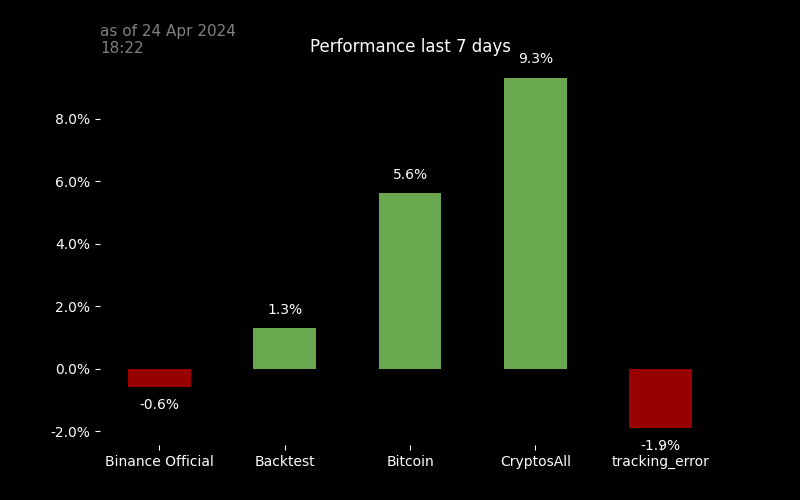 as of 24 Apr 2024
18:22
Performance last 7 days
9.3%
8.0%
6.0%
5.6%
4.0%
2.0%
1.3%
0.0%
-0.6%
-2.0%
-1.9%
Binance Official
Backtest
Bitcoin
CryptosAll
tracking_error